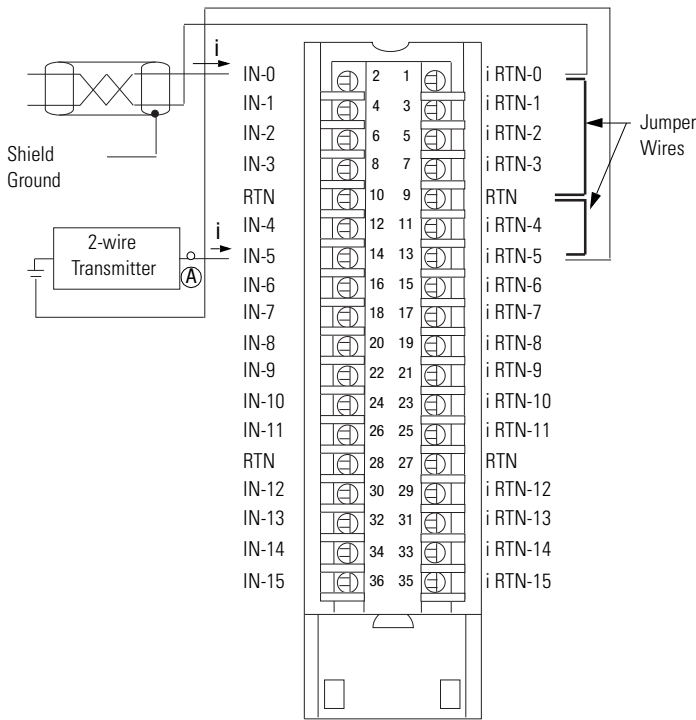 i
IN-0 2 1 i RTN-0
IN-1 4 3 i RTN-1
IN-2 6 5 i RTN-2
IN-3 8 7 i RTN-3
RTN 10 9 RTN
IN-4 12 11 i RTN-4
IN-5 14 13 i RTN-5
IN-6 16 15 i RTN-6
IN-7 18 17 i RTN-7
IN-8 20 19 i RTN-8
IN-9 22 21 i RTN-9
IN-10 24 23 i RTN-10
IN-11 26 25 i RTN-11
RTN 28 27 RTN
IN-12 30 29 i RTN-12
IN-13 32 31 i RTN-13
IN-14 34 33 i RTN-14
IN-15 36 35 i RTN-15
Shield
Ground
i
2-wire
Transmitter
A
Jumper
Wires